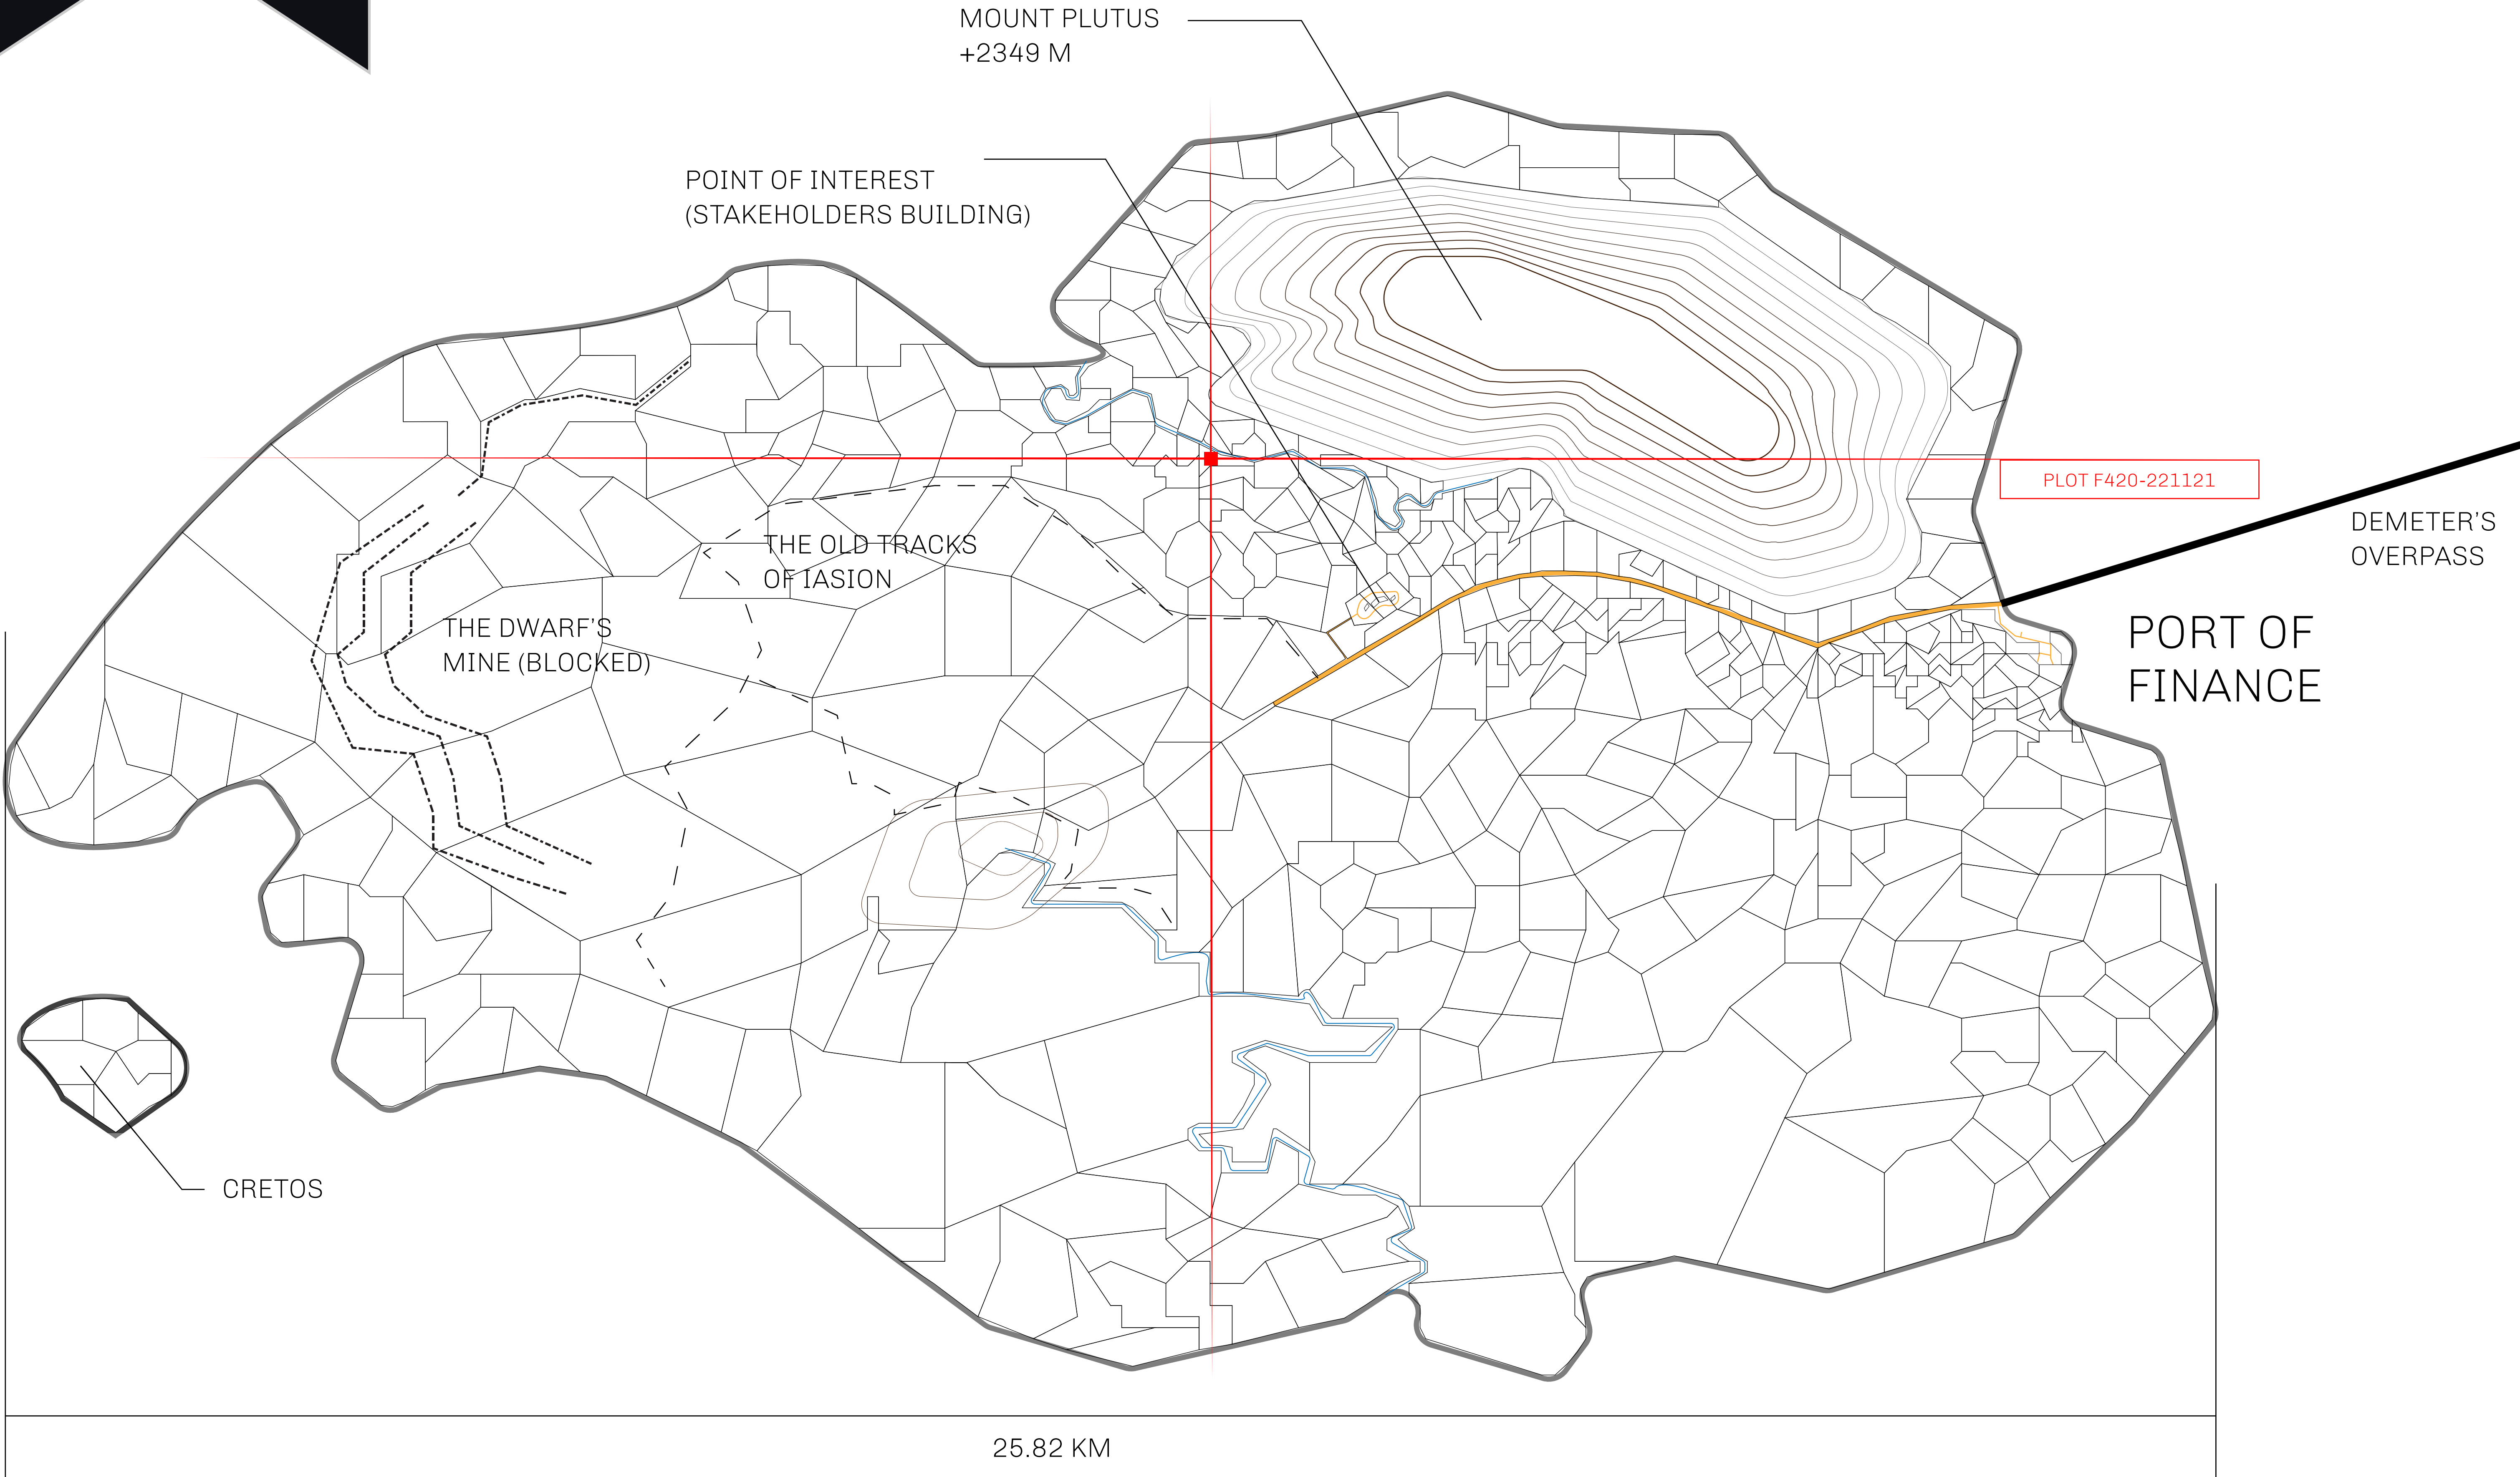 MOUNT PLUTUS
+2349 M
POINT OF INTEREST
(STAKEHOLDERS BUILDING)
PLOT F420-221121
DEMETER'S
OVERPASS
THE OLD TRACKS
OF IASION
THE DWARF'S
MINE (BLOCKED)
PORT OF
FINANCE
CRETOS
25.82 KM